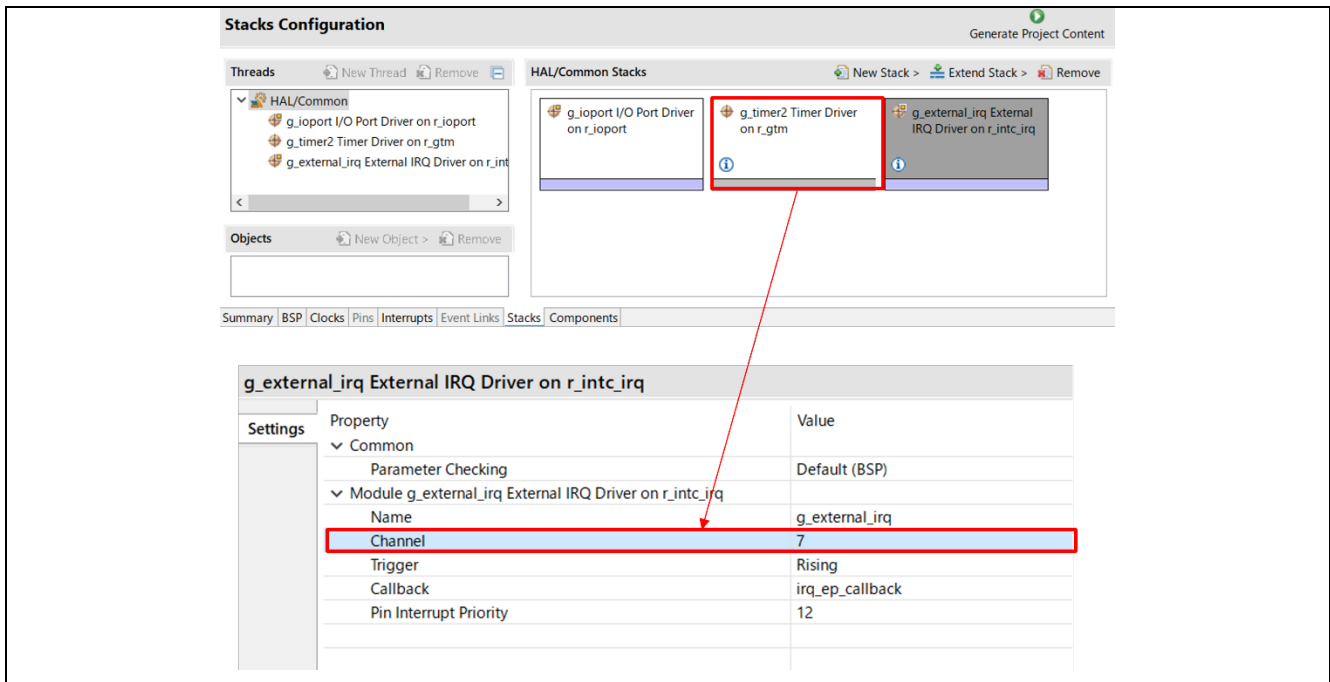 Stacks Configuration
Generate Project Content
Threads
New Thread
Remove
HAL/Common
g_ioport I/O Port Driver on r_ioport
g_timer2 Timer Driver on r_gtm
g_external_irq External IRQ Driver on r_int
Objects
New Object >
Remove
HAL/Common Stacks
New Stack >
Extend Stack >
Remove
g_ioport I/O Port Driver
on r_ioport
g_timer2 Timer Driver
on r_gtm
g_external_irq External
IRQ Driver on r_intc_irq
Summary BSP Clocks Pins Interrupts Event Links Stacks Components
g_external_irq External IRQ Driver on r_intc_irq
Settings
Property Value
Common
Parameter Checking Default (BSP)
Module g_external_irq External IRQ Driver on r_intc_irq
Name g_external_irq
Channel 7
Trigger Rising
Callback irq_ep_callback
Pin Interrupt Priority 12